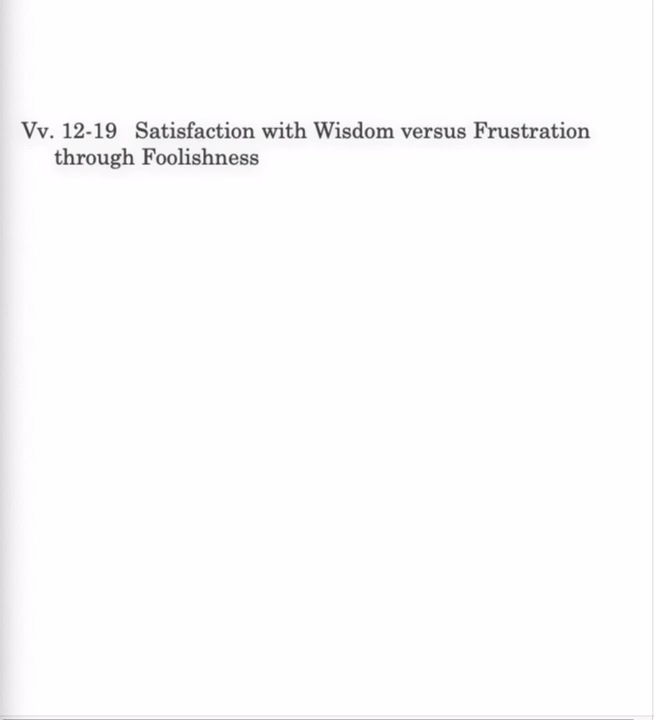 Vv. 12-19 Satisfaction with Wisdom versus Frustration
through Foolishness